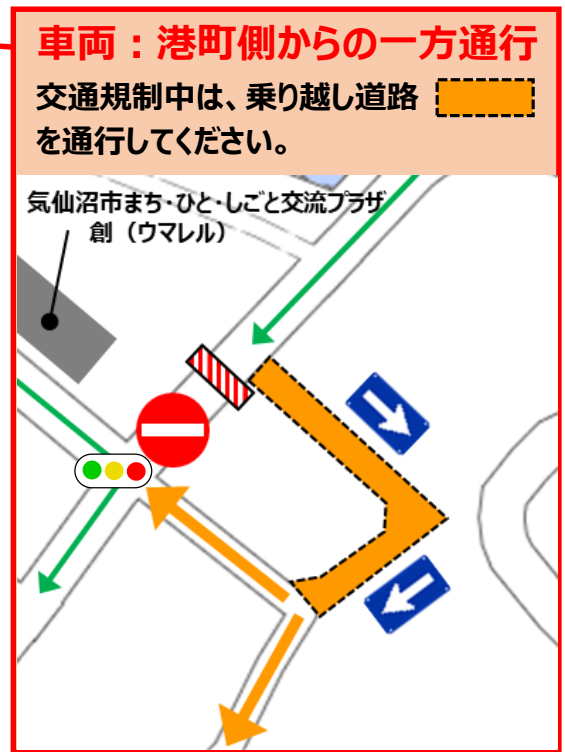 車両：港町側からの一方通行
交通規制中は、乗り越し道路
を通行してください。
気仙沼市まち・ひと・しごと交流プラザ
創（ウマレル）